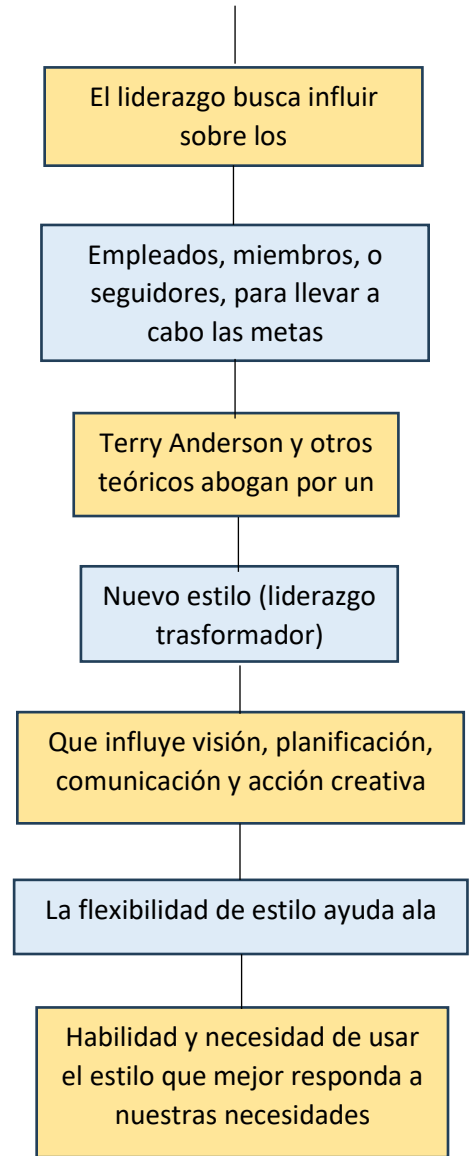 El liderazgo busca influir
sobre los
Empleados, miembros, o
seguidores, para llevar a
cabo las metas
Terry Anderson y otros
teóricos abogan por un
Nuevo estilo (liderazgo
trasformador)
Que influye visión, planificación,
comunicación y acción creativa
La flexibilidad de estilo ayuda ala
Habilidad y necesidad de usar
el estilo que mejor responda a
nuestras necesidades